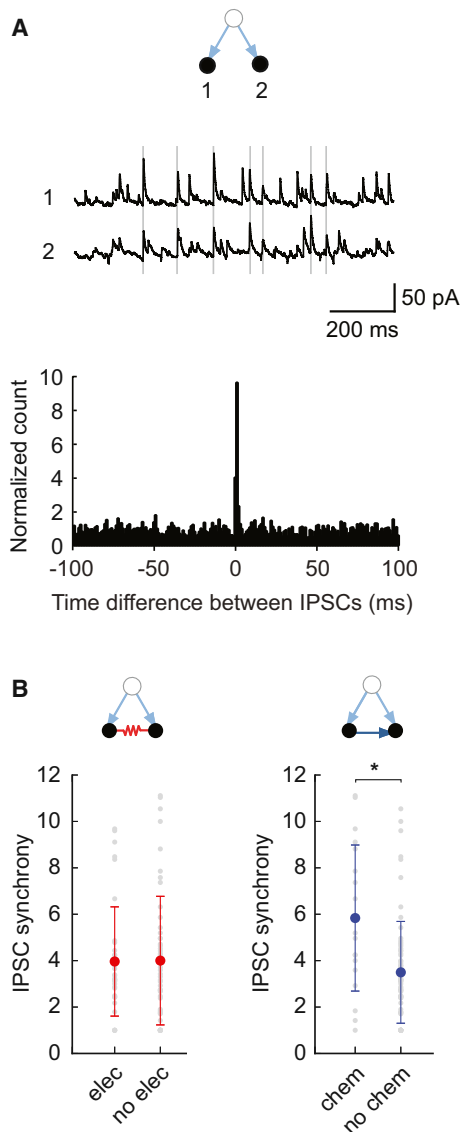 A
1 2
1
2
50 pA
200 ms
Normalized count
10
8
6
4
2
0
-100 -50 0 50 100
Time difference between IPSCs (ms)
B
IPSC synchrony
12
10
8
6
4
2
0
elec
no elec
IPSC synchrony
12
10
8
6
4
2
0
*
chem
no chem